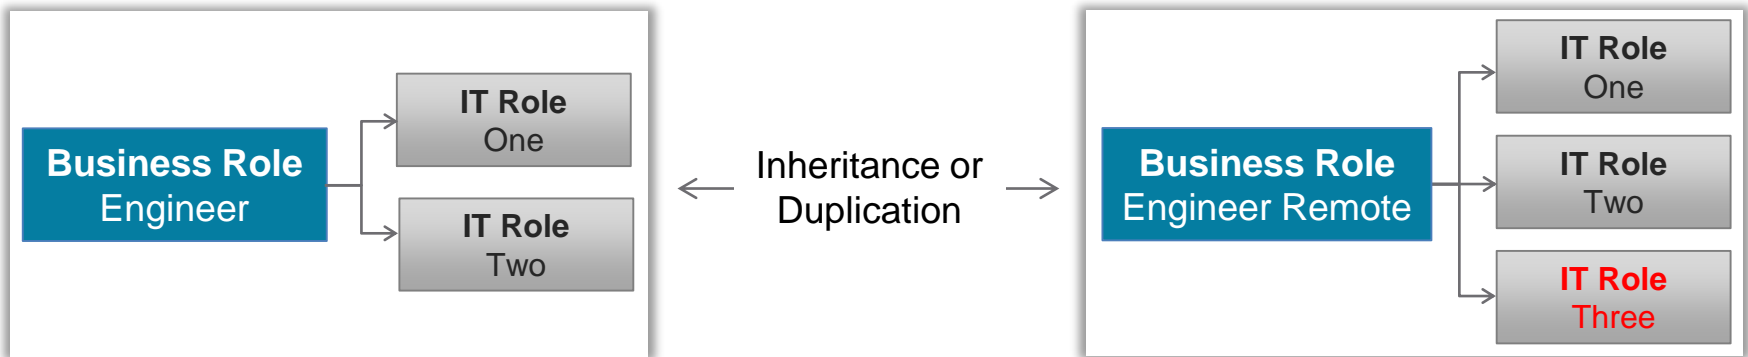 Business Role
Engineer
IT Role
One
IT Role
Two
Inheritance or
Duplication
Business Role
Engineer Remote
IT Role
One
IT Role
Two
IT Role
Three